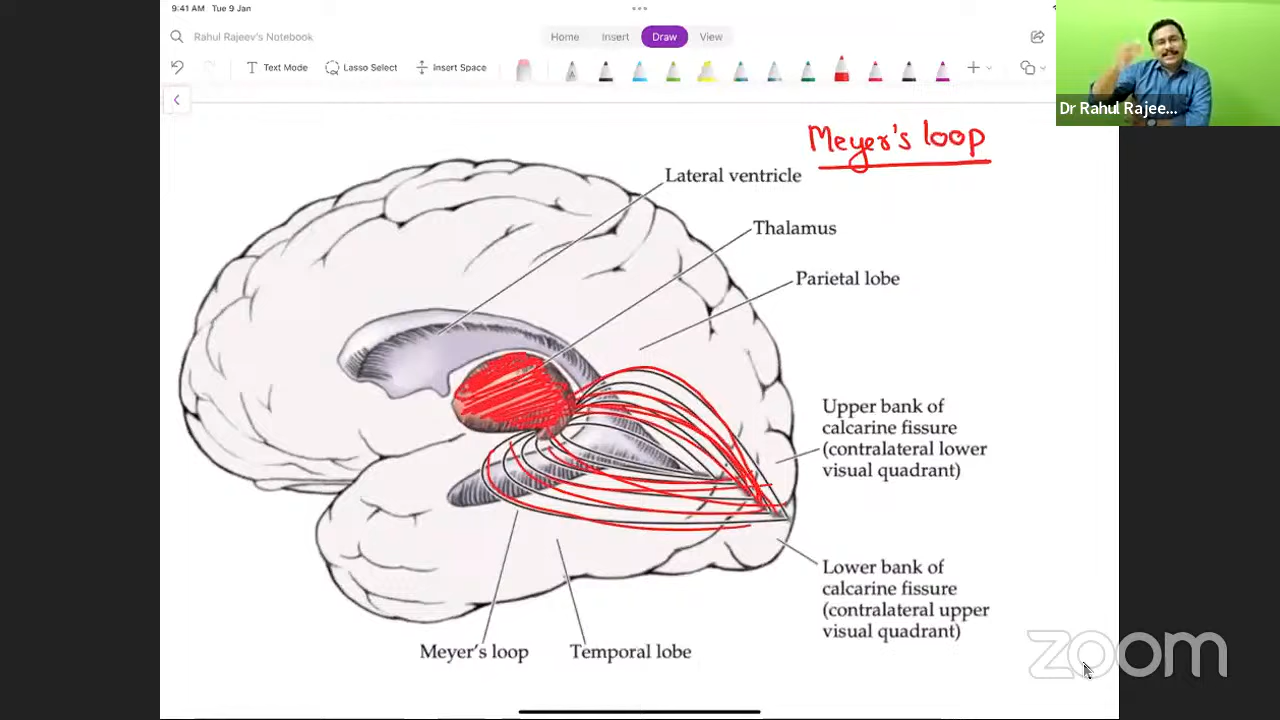 9:41 AM Tue 9 Jan
Rahul Rajeev's Notebook
Home Insert Draw View
Text Mode Lasso Select Insert Space
Dr Rahul Rajee...
Meyer's loop
Lateral ventricle
Thalamus
Parietal lobe
Upper bank of
calcarine fissure
(contralateral lower
visual quadrant)
Lower bank of
calcarine fissure
(contralateral upper
visual quadrant)
Meyer's loop
Temporal lobe
zoom